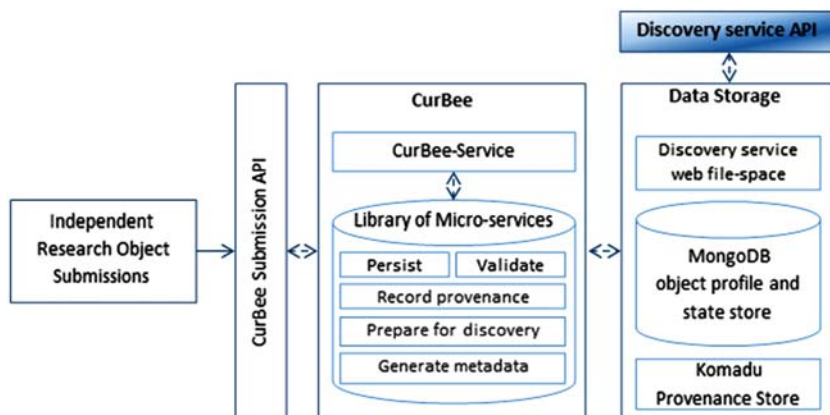 Discovery service API
Independent
Research Object
Submissions
CurBee Submission API
CurBee
CurBee-Service
Library of Micro-services
Persist
Validate
Record provenance
Prepare for discovery
Generate metadata
Data Storage
Discovery service
web file-space
MongoDB
object profile and
state store
Komadu
Provenance Store